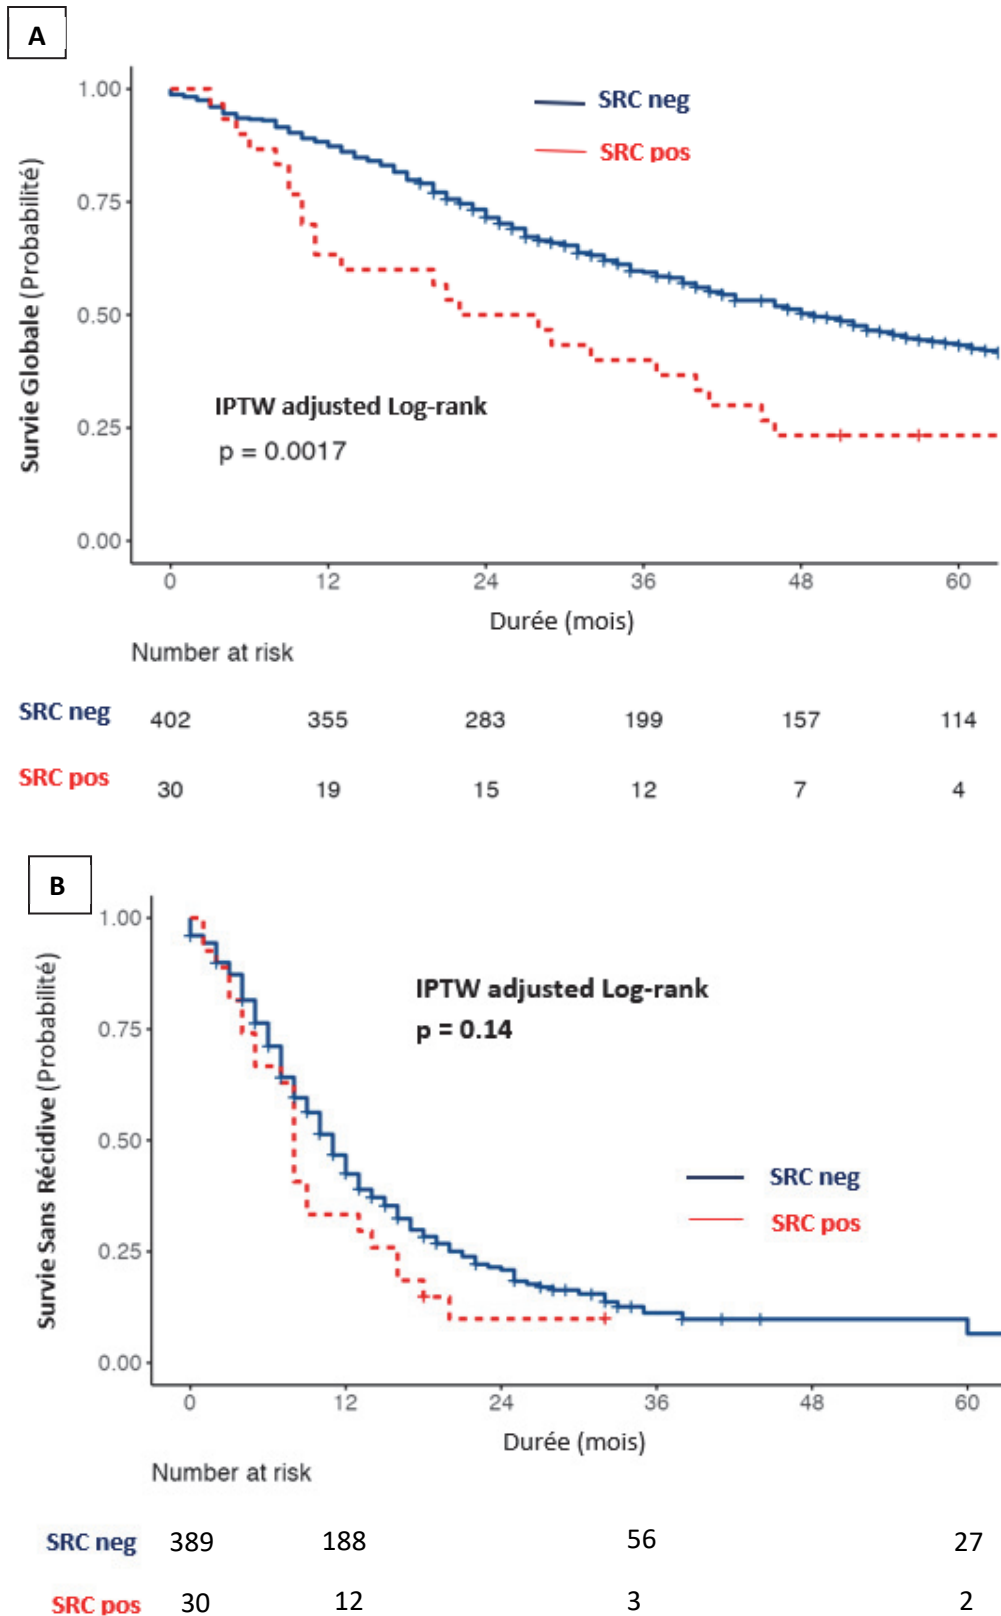 A
SRC neg
SRC pos
Survie Globale (Probabilité)
1.00
0.75
0.50
0.25
0.00
IPTW adjusted Log-rank
p = 0.0017
0 12 24 36 48 60
Durée (mois)
Number at risk
SRC neg 402 355 283 199 157 114
SRC pos 30 19 15 12 7 4
B
Survie Sans Récidive (Probabilité)
1.00
0.75
0.50
0.25
0.00
IPTW adjusted Log-rank
p = 0.14
SRC neg
SRC pos
0 12 24 36 48 60
Durée (mois)
Number at risk
SRC neg 389 188 56 27
SRC pos 30 12 3 2